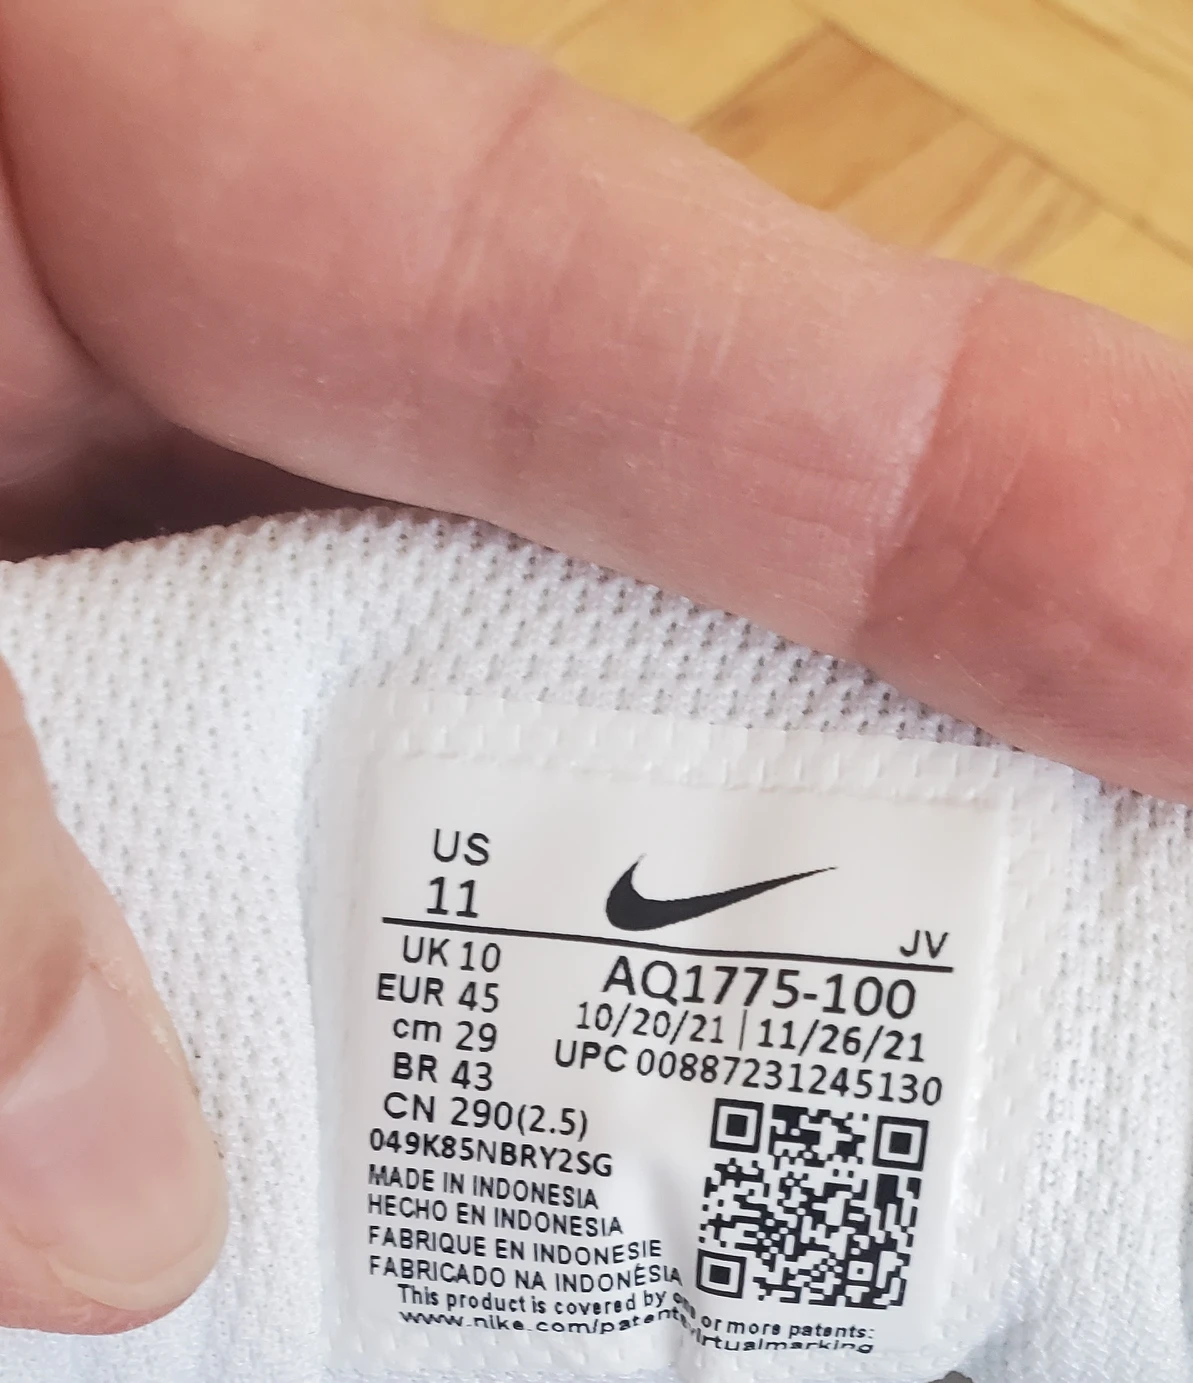 US
11
JV
UK 10
EUR 45
cm 29
BR 43
CN 290(2.5)
AQ1775-100
10/20/21 | 11/26/21
UPC 00887231245130
049K85NBRY2SG
MADE IN INDONESIA
HECHO EN INDONESIA
FABRIQUE EN INDONESIE
FABRICADO NA INDONÉSIA
This product is covered by one or more patents:
www.nike.com/patents/virtualmarking